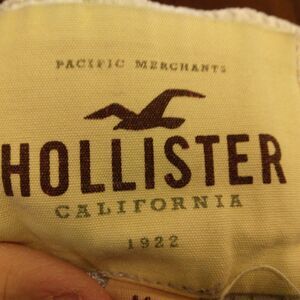 PACIFIC MERCHANTS
HOLLISTER
CALIFORNIA
1922